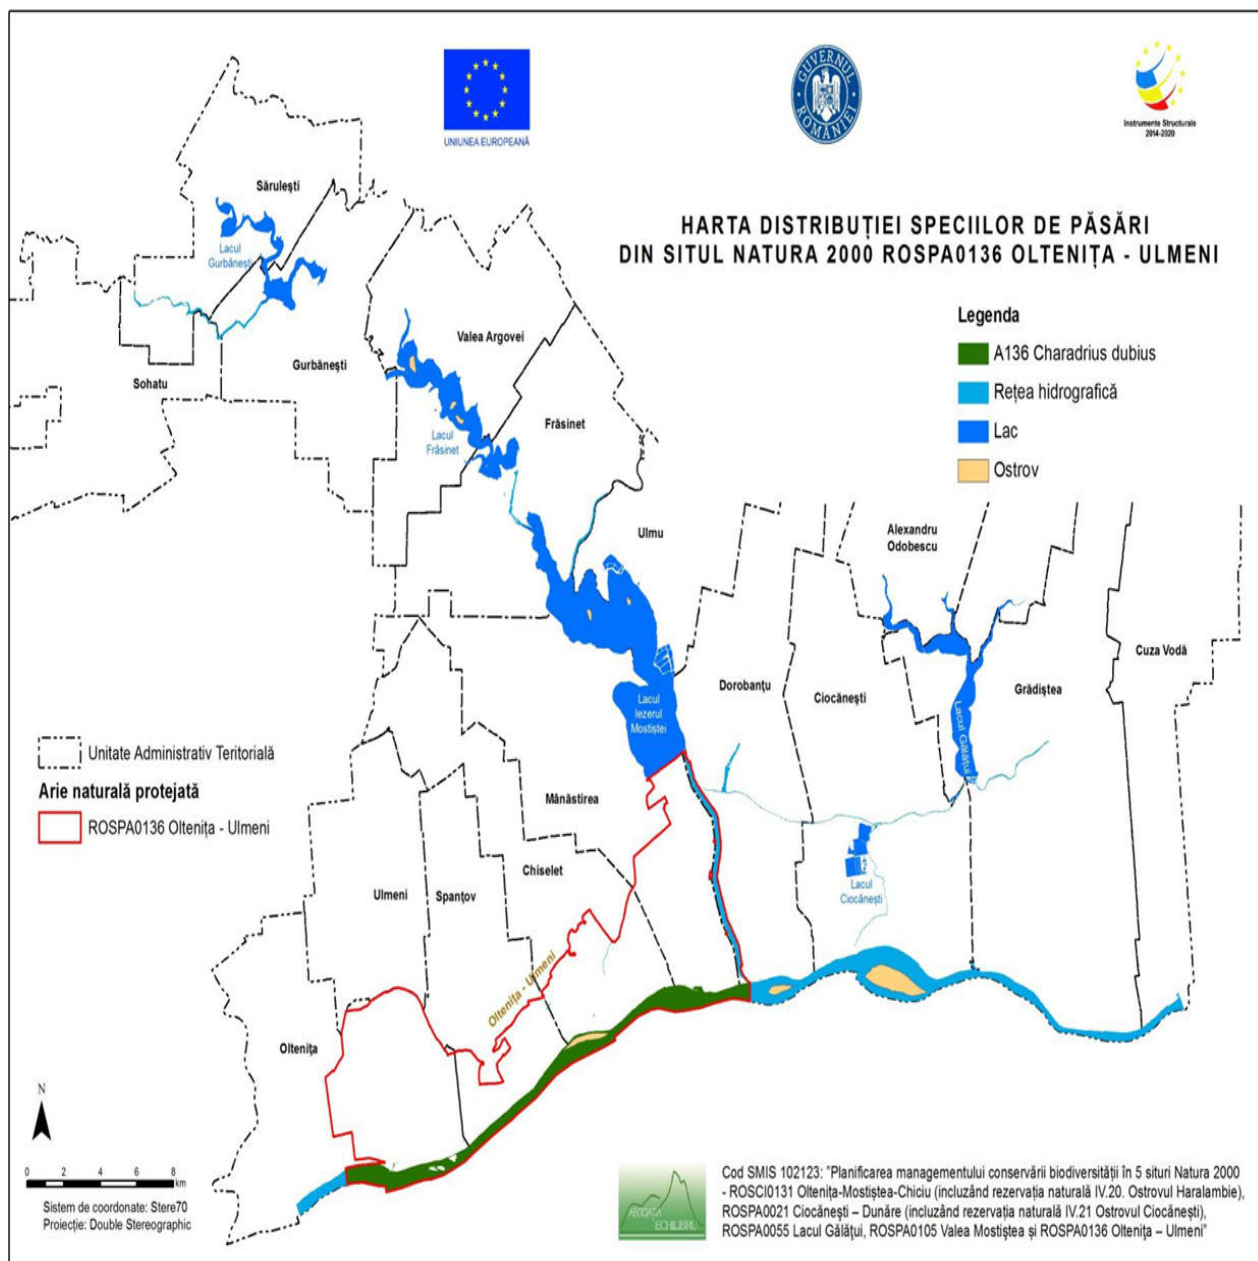 UNIUNEA EUROPEANĂ
GUVERNUL ROMÂNIEI
Instrumente Structurale
2014-2020
HARTA DISTRIBUȚIEI SPECIILOR DE PĂSĂRI
DIN SITUL NATURA 2000 ROSPA0136 OLTENIȚA - ULMENI
Legenda
A136 Charadrius dubius
Rețea hidrografică
Lac
Ostrov
Sărulești
Lacul
Gurbănești
Valea Argovei
Gurbănești
Sohatu
Frăsinet
Lacul
Frăsinet
Ulmu
Alexandru
Odobescu
Cuza Vodă
Dorobanțu
Ciocănești
Grădiștea
Lacul
Iezerul
Mostiștei
Lacul Gălățui
Unitate Administrativ Teritorială
Arie naturală protejată
ROSPA0136 Oltenița - Ulmeni
Mânăstirea
Chiselet
Ulmeni
Spanțov
Lacul
Ciocănești
Oltenița - Ulmeni
Oltenița
N
0 2 4 6 8
km
Sistem de coordonate: Stere70
Proiecție: Double Stereographic
ASOCIAȚIA
ECHILIBRU
Cod SMIS 102123: "Planificarea managementului conservării biodiversității în 5 situri Natura 2000
- ROSCI0131 Oltenița-Mostiștea-Chiciu (incluzând rezervația naturală IV.20. Ostrovul Haralambie),
ROSPA0021 Ciocănești – Dunăre (incluzând rezervația naturală IV.21 Ostrovul Ciocănești),
ROSPA0055 Lacul Gălățui, ROSPA0105 Valea Mostiștea și ROSPA0136 Oltenița – Ulmeni"